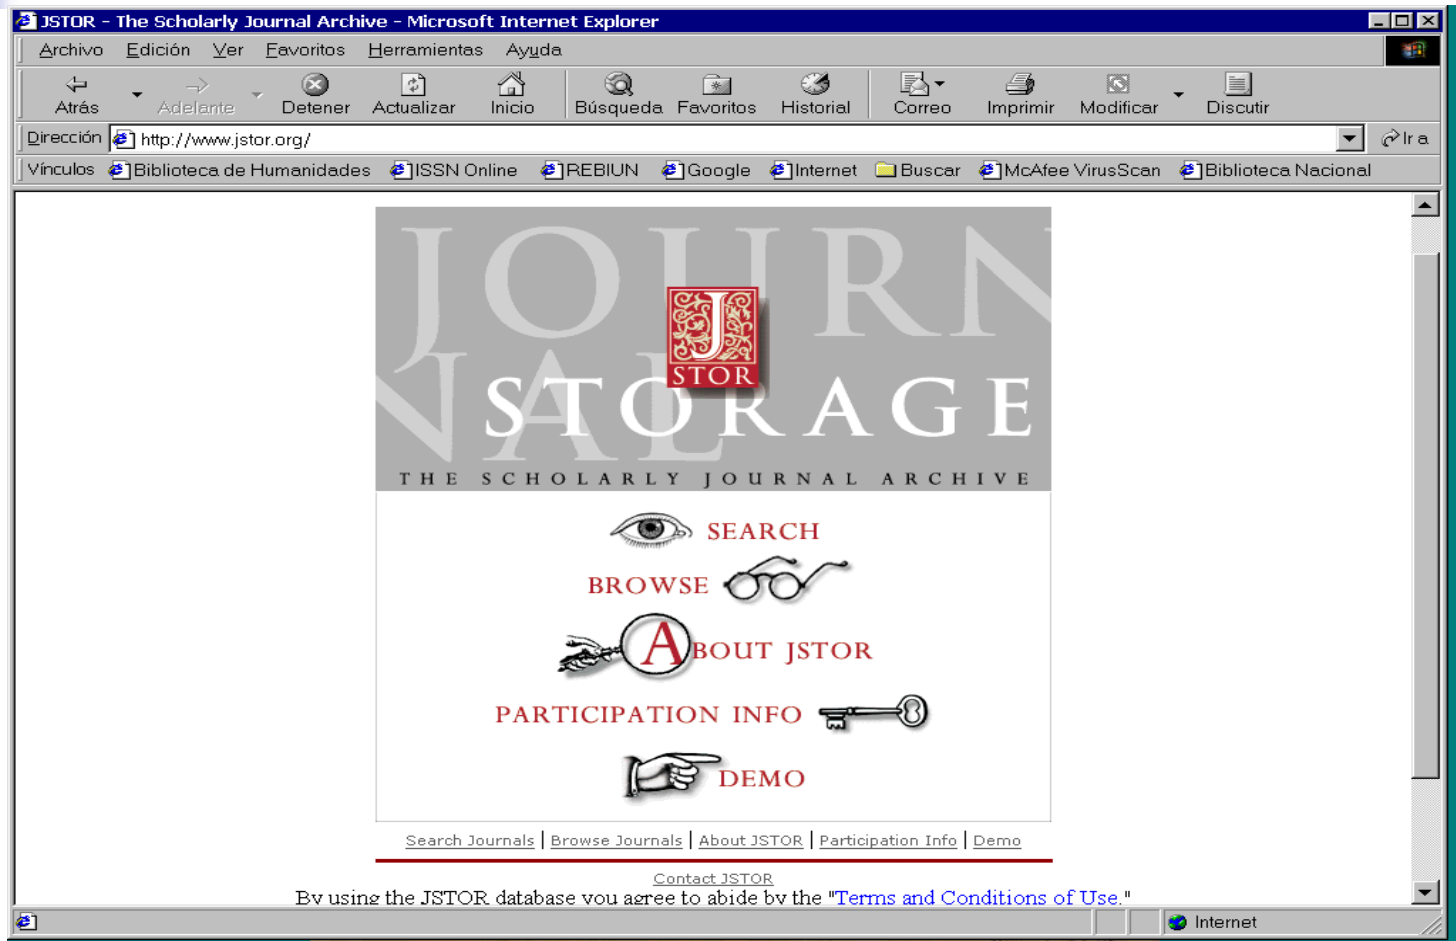 JSTOR - The Scholarly Journal Archive - Microsoft Internet Explorer
Archivo Edición Ver Favoritos Herramientas Ayuda
Atrás Adelante Detener Actualizar Inicio Búsqueda Favoritos Historial Correo Imprimir Modificar Discutir
Dirección http://www.jstor.org/ Ir a
Vínculos Biblioteca de Humanidades ISSN Online REBIUN Google Internet Buscar McAfee VirusScan Biblioteca Nacional
JOURN
NAL
J
STOR
STORAGE
THE SCHOLARLY JOURNAL ARCHIVE
SEARCH
BROWSE
ABOUT JSTOR
PARTICIPATION INFO
DEMO
Search Journals | Browse Journals | About JSTOR | Participation Info | Demo
Contact JSTOR
By using the JSTOR database you agree to abide by the "Terms and Conditions of Use."
Internet